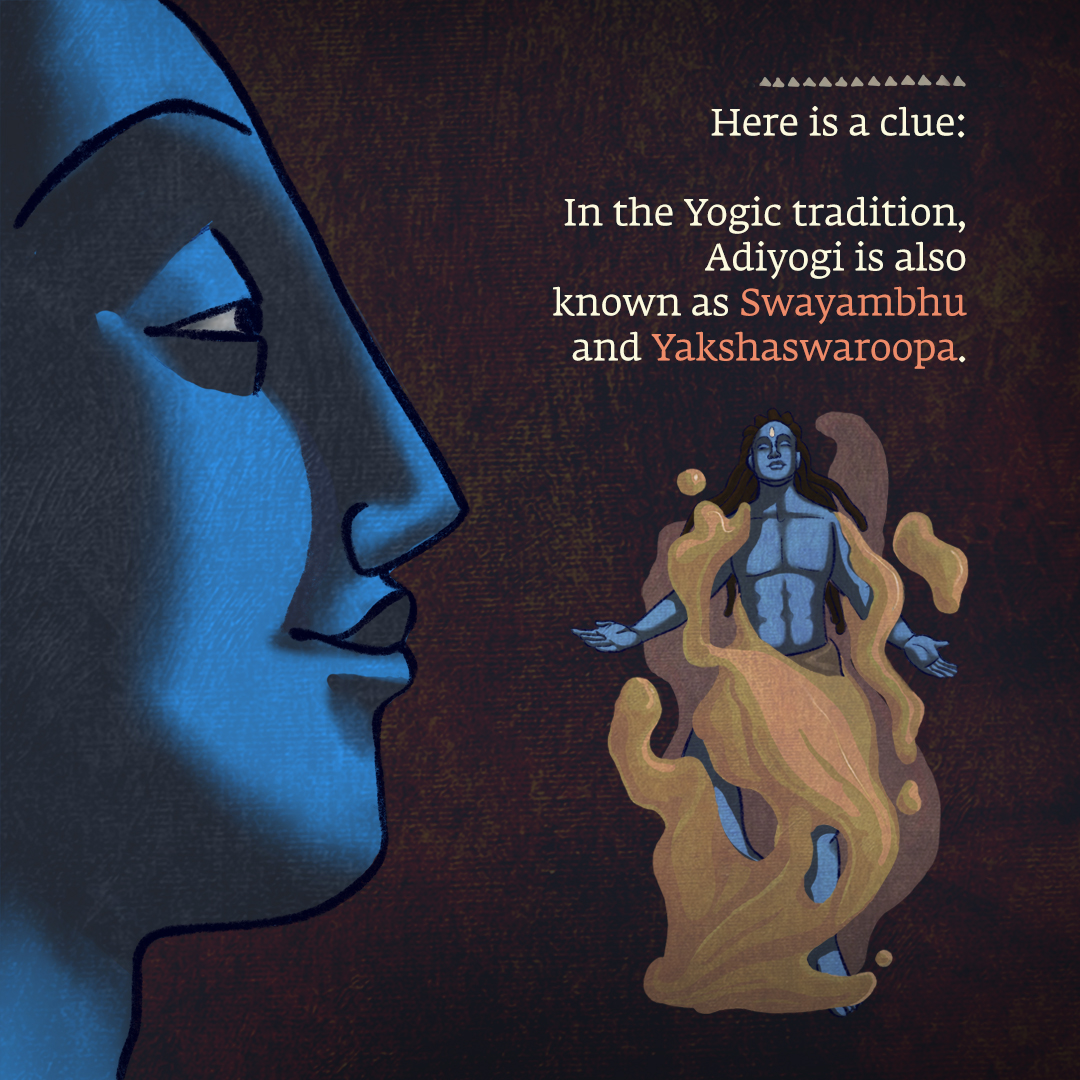 Here is a clue:
In the Yogic tradition,
Adiyogi is also
known as Swayambhu
and Yakshaswaroopa.